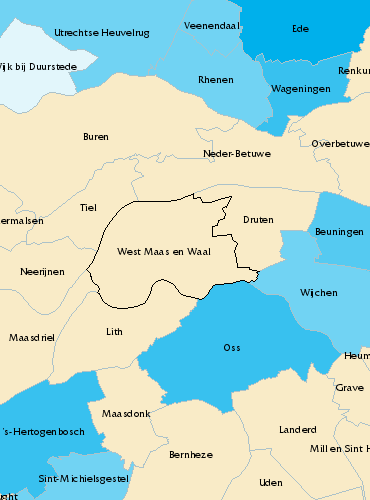 Veenendaal
Ede
Utrechtse Heuvelrug
Wijk bij Duurstede
Rhenen
Renkum
Wageningen
Buren
Overbetuwe
Neder-Betuwe
Tiel
ermalsen
Druten
Beuningen
West Maas en Waal
Neerijnen
Wijchen
Lith
Maasdriel
Oss
Heum
Grave
Maasdonk
's-Hertogenbosch
Landerd
Mill en Sint H
Bernheze
Sint-Michielsgestel
Uden
ught